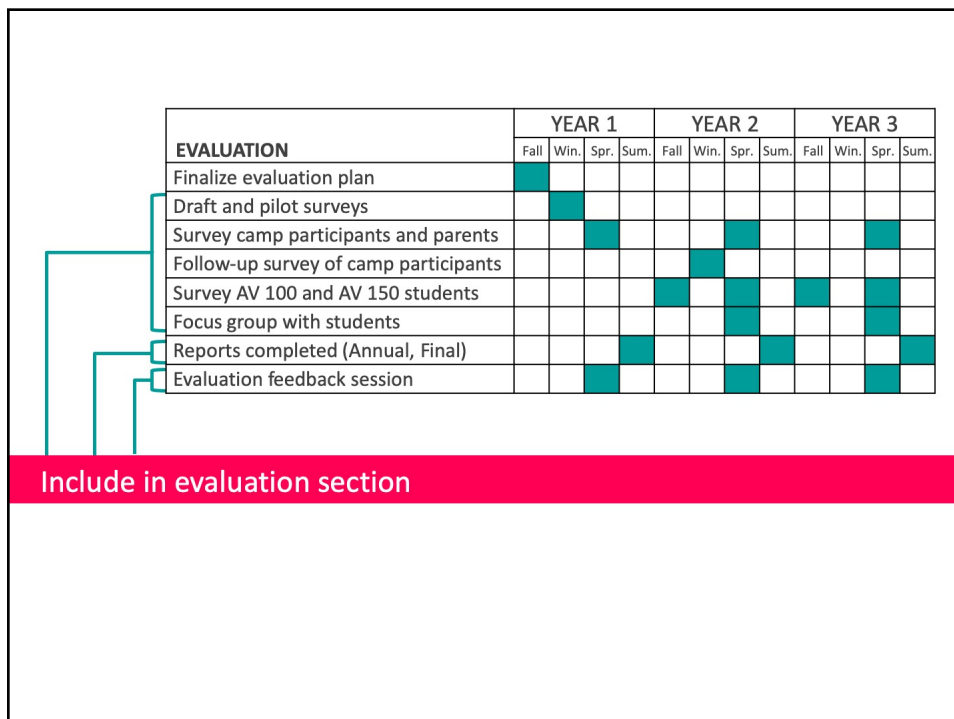 YEAR 1 YEAR 2 YEAR 3
EVALUATION Fall Win. Spr. Sum. Fall Win. Spr. Sum. Fall Win. Spr. Sum.
Finalize evaluation plan
Draft and pilot surveys
Survey camp participants and parents
Follow-up survey of camp participants
Survey AV 100 and AV 150 students
Focus group with students
Reports completed (Annual, Final)
Evaluation feedback session
Include in evaluation section